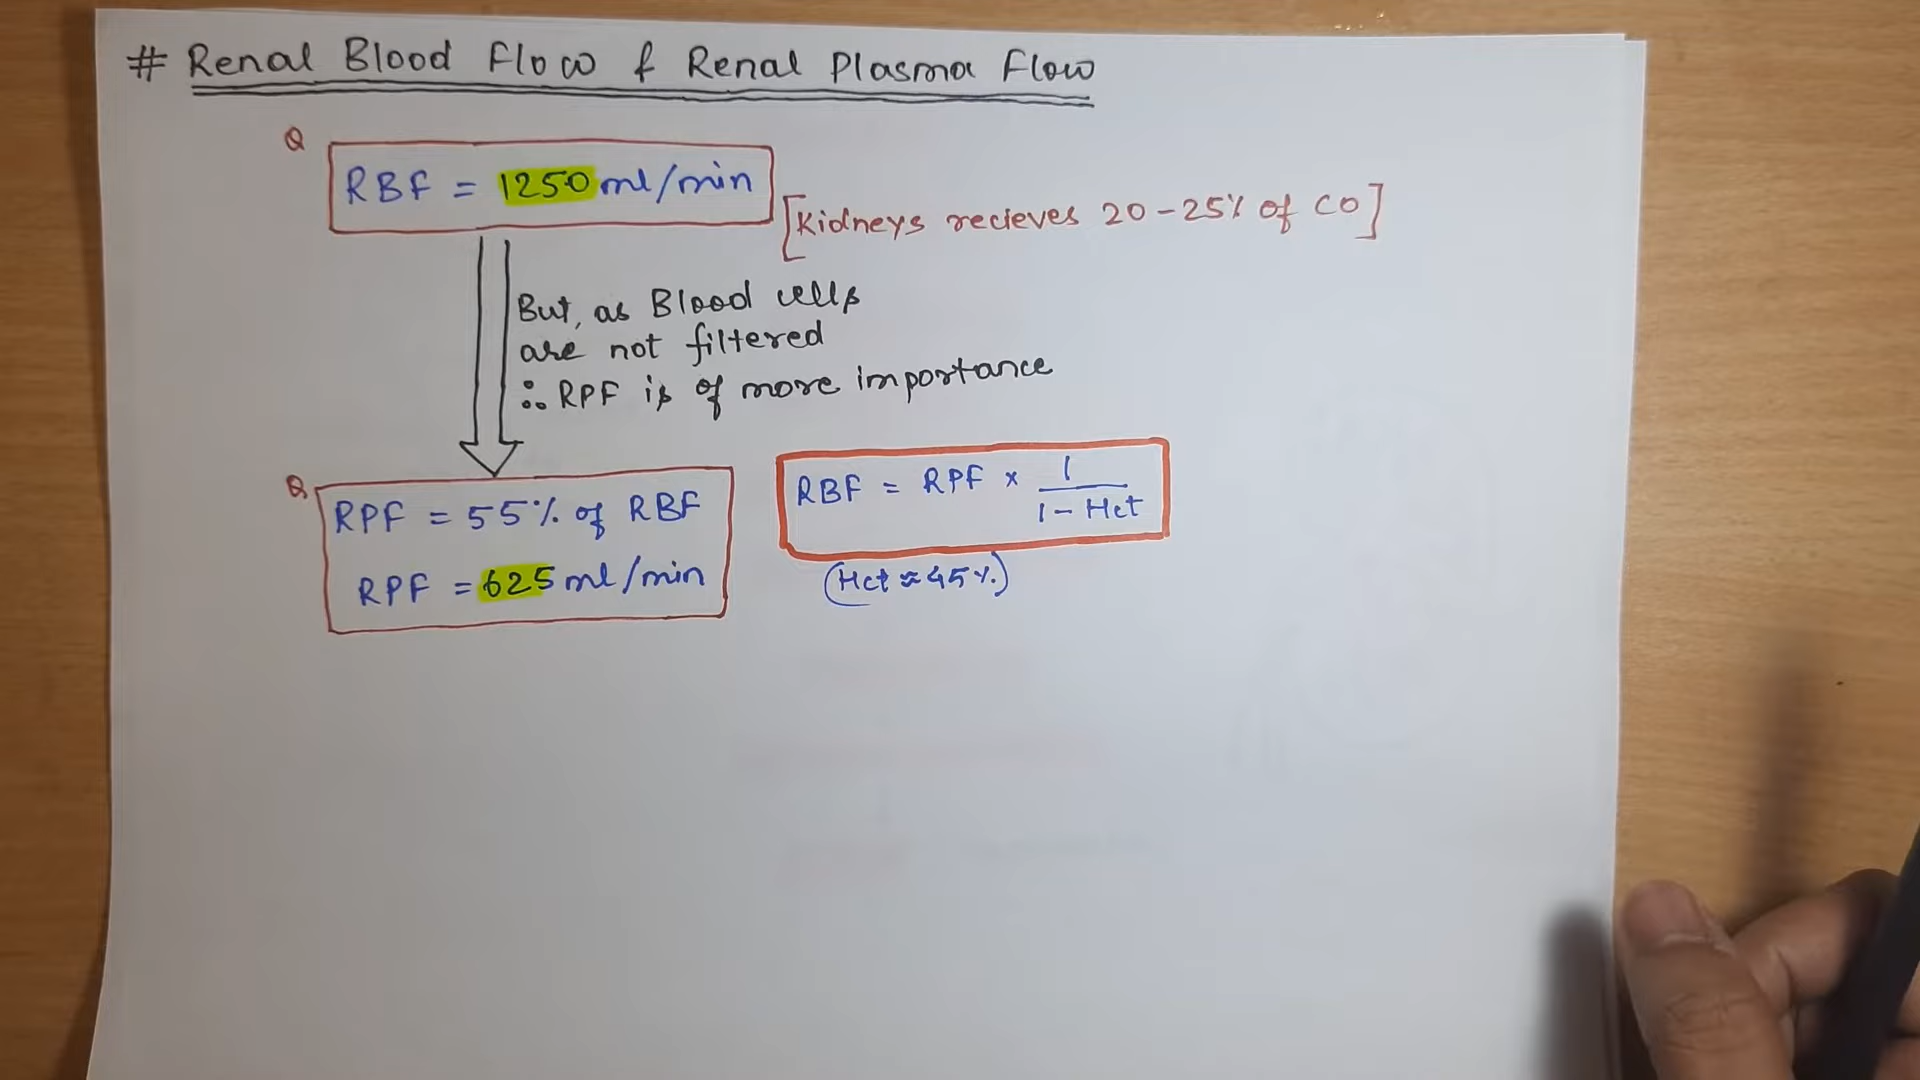 # Renal Blood Flow & Renal Plasma Flow
Q
RBF = 1250 ml/min
[Kidneys recieves 20-25% of CO]
But, as Blood cells
are not filtered
∴ RPF is of more importance
Q
RPF = 55% of RBF
RPF = 625 ml/min
RBF = RPF × 1/(1 - Hct)
(Hct ≈ 45%)